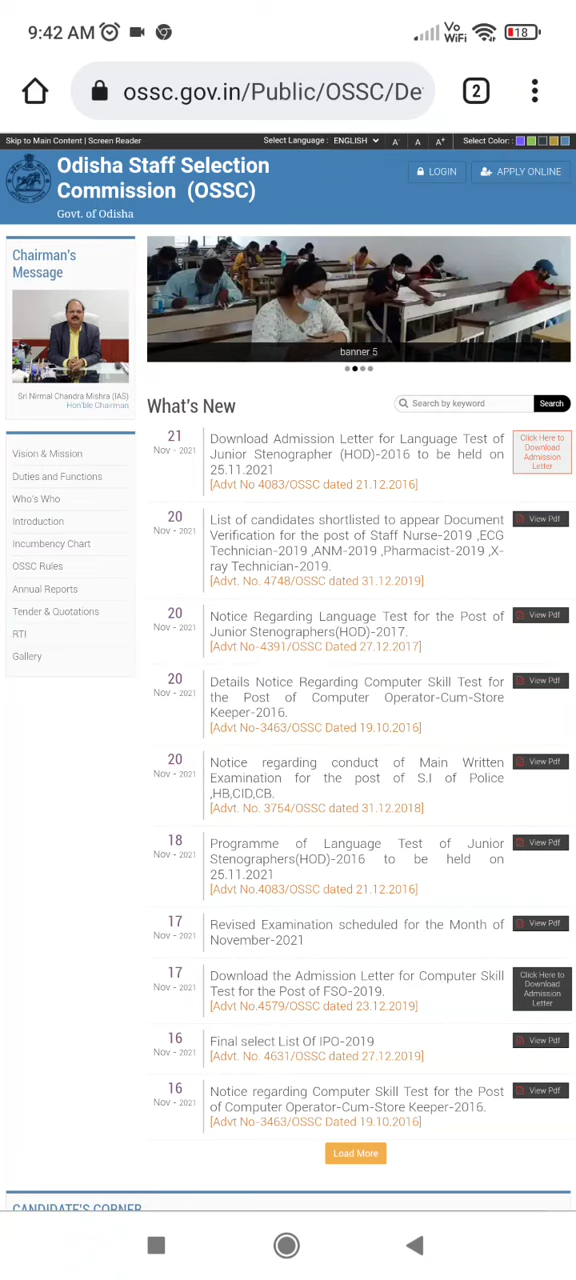 9:42 AM
Vo
WiFi
18
ossc.gov.in/Public/OSSC/De
2
Skip to Main Content | Screen Reader
Select Language : ENGLISH
A-
A
A+
Select Color :
Odisha Staff Selection
Commission (OSSC)
Govt. of Odisha
LOGIN
APPLY ONLINE
Chairman's
Message
Sri Nirmal Chandra Mishra (IAS)
Hon'ble Chairman
banner 5
What's New
Search by keyword
Search
Vision & Mission
Duties and Functions
Who's Who
Introduction
Incumbency Chart
OSSC Rules
Annual Reports
Tender & Quotations
RTI
Gallery
21
Nov - 2021
Download Admission Letter for Language Test of
Junior Stenographer (HOD)-2016 to be held on
25.11.2021
[Advt No 4083/OSSC dated 21.12.2016]
Click Here to
Download
Admission
Letter
20
Nov - 2021
List of candidates shortlisted to appear Document
Verification for the post of Staff Nurse-2019 ,ECG
Technician-2019 ,ANM-2019 ,Pharmacist-2019 ,X-
ray Technician-2019.
[Advt. No. 4748/OSSC dated 31.12.2019]
View Pdf
20
Nov - 2021
Notice Regarding Language Test for the Post of
Junior Stenographers(HOD)-2017.
[Advt No-4391/OSSC Dated 27.12.2017]
View Pdf
20
Nov - 2021
Details Notice Regarding Computer Skill Test for
the Post of Computer Operator-Cum-Store
Keeper-2016.
[Advt No-3463/OSSC Dated 19.10.2016]
View Pdf
20
Nov - 2021
Notice regarding conduct of Main Written
Examination for the post of S.I of Police
,HB,CID,CB.
[Advt. No. 3754/OSSC dated 31.12.2018]
View Pdf
18
Nov - 2021
Programme of Language Test of Junior
Stenographers(HOD)-2016 to be held on
25.11.2021
[Advt No.4083/OSSC dated 21.12.2016]
View Pdf
17
Nov - 2021
Revised Examination scheduled for the Month of
November-2021
View Pdf
17
Nov - 2021
Download the Admission Letter for Computer Skill
Test for the Post of FSO-2019.
[Advt No.4579/OSSC dated 23.12.2019]
Click Here to
Download
Admission
Letter
16
Nov - 2021
Final select List Of IPO-2019
[Advt. No. 4631/OSSC dated 27.12.2019]
View Pdf
16
Nov - 2021
Notice regarding Computer Skill Test for the Post
of Computer Operator-Cum-Store Keeper-2016.
[Advt No-3463/OSSC Dated 19.10.2016]
View Pdf
Load More
CANDIDATE'S CORNER